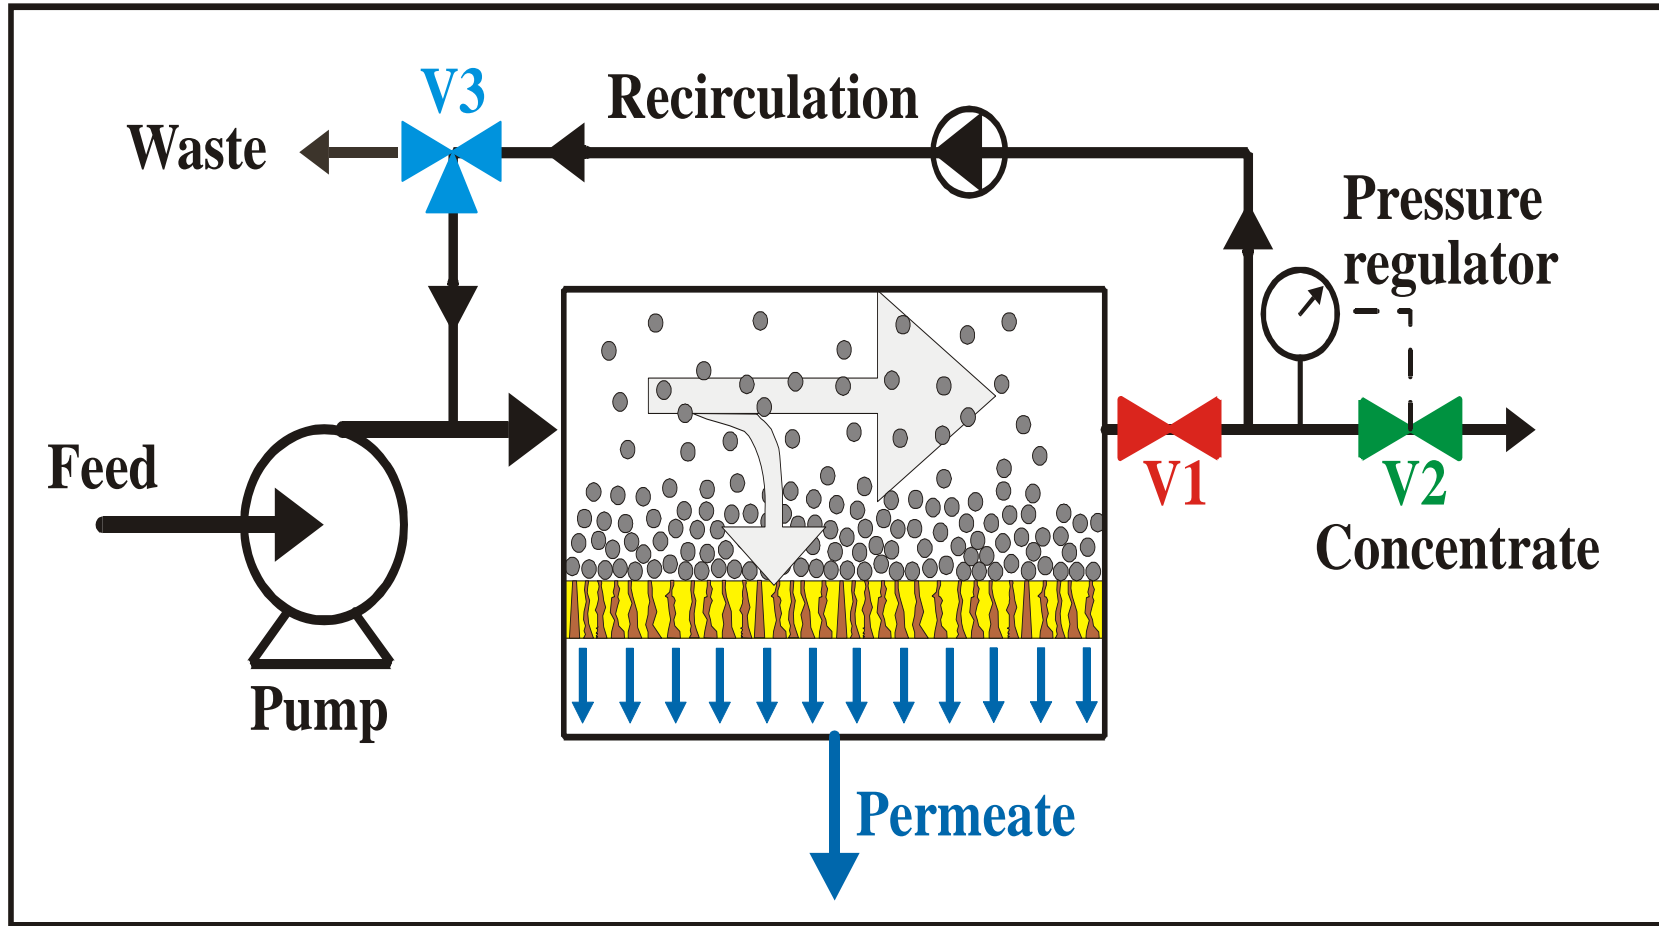 V3
Recirculation
Waste
Pressure
regulator
Feed
V1
V2
Concentrate
Pump
Permeate